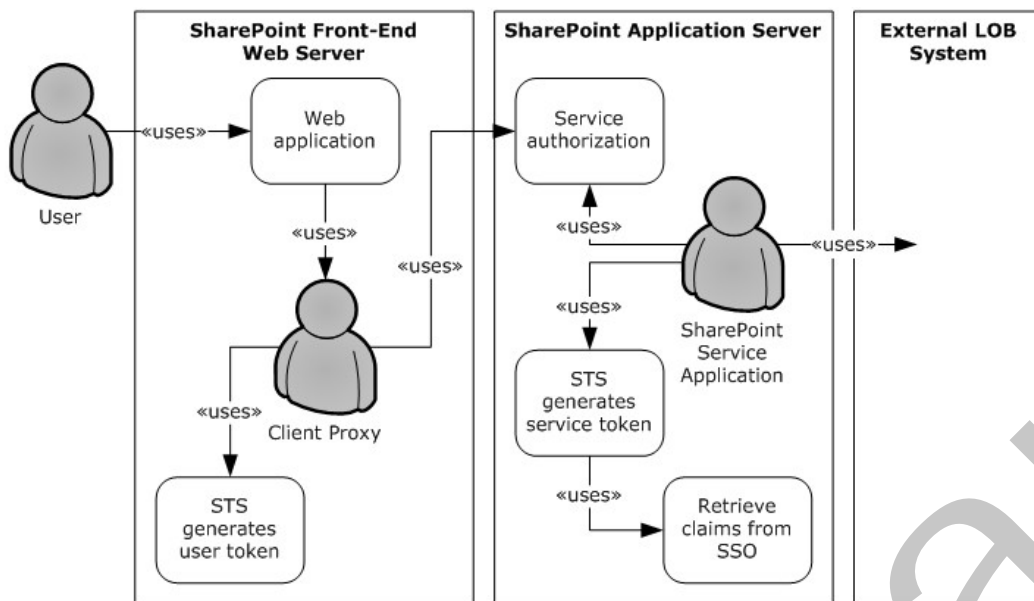 SharePoint Front-End
Web Server
SharePoint Application Server
External LOB
System
User
«uses»
Web
application
«uses»
Client Proxy
«uses»
STS
generates
user token
«uses»
Service
authorization
«uses»
SharePoint
Service
Application
«uses»
«uses»
STS
generates
service token
«uses»
Retrieve
claims from
SSO